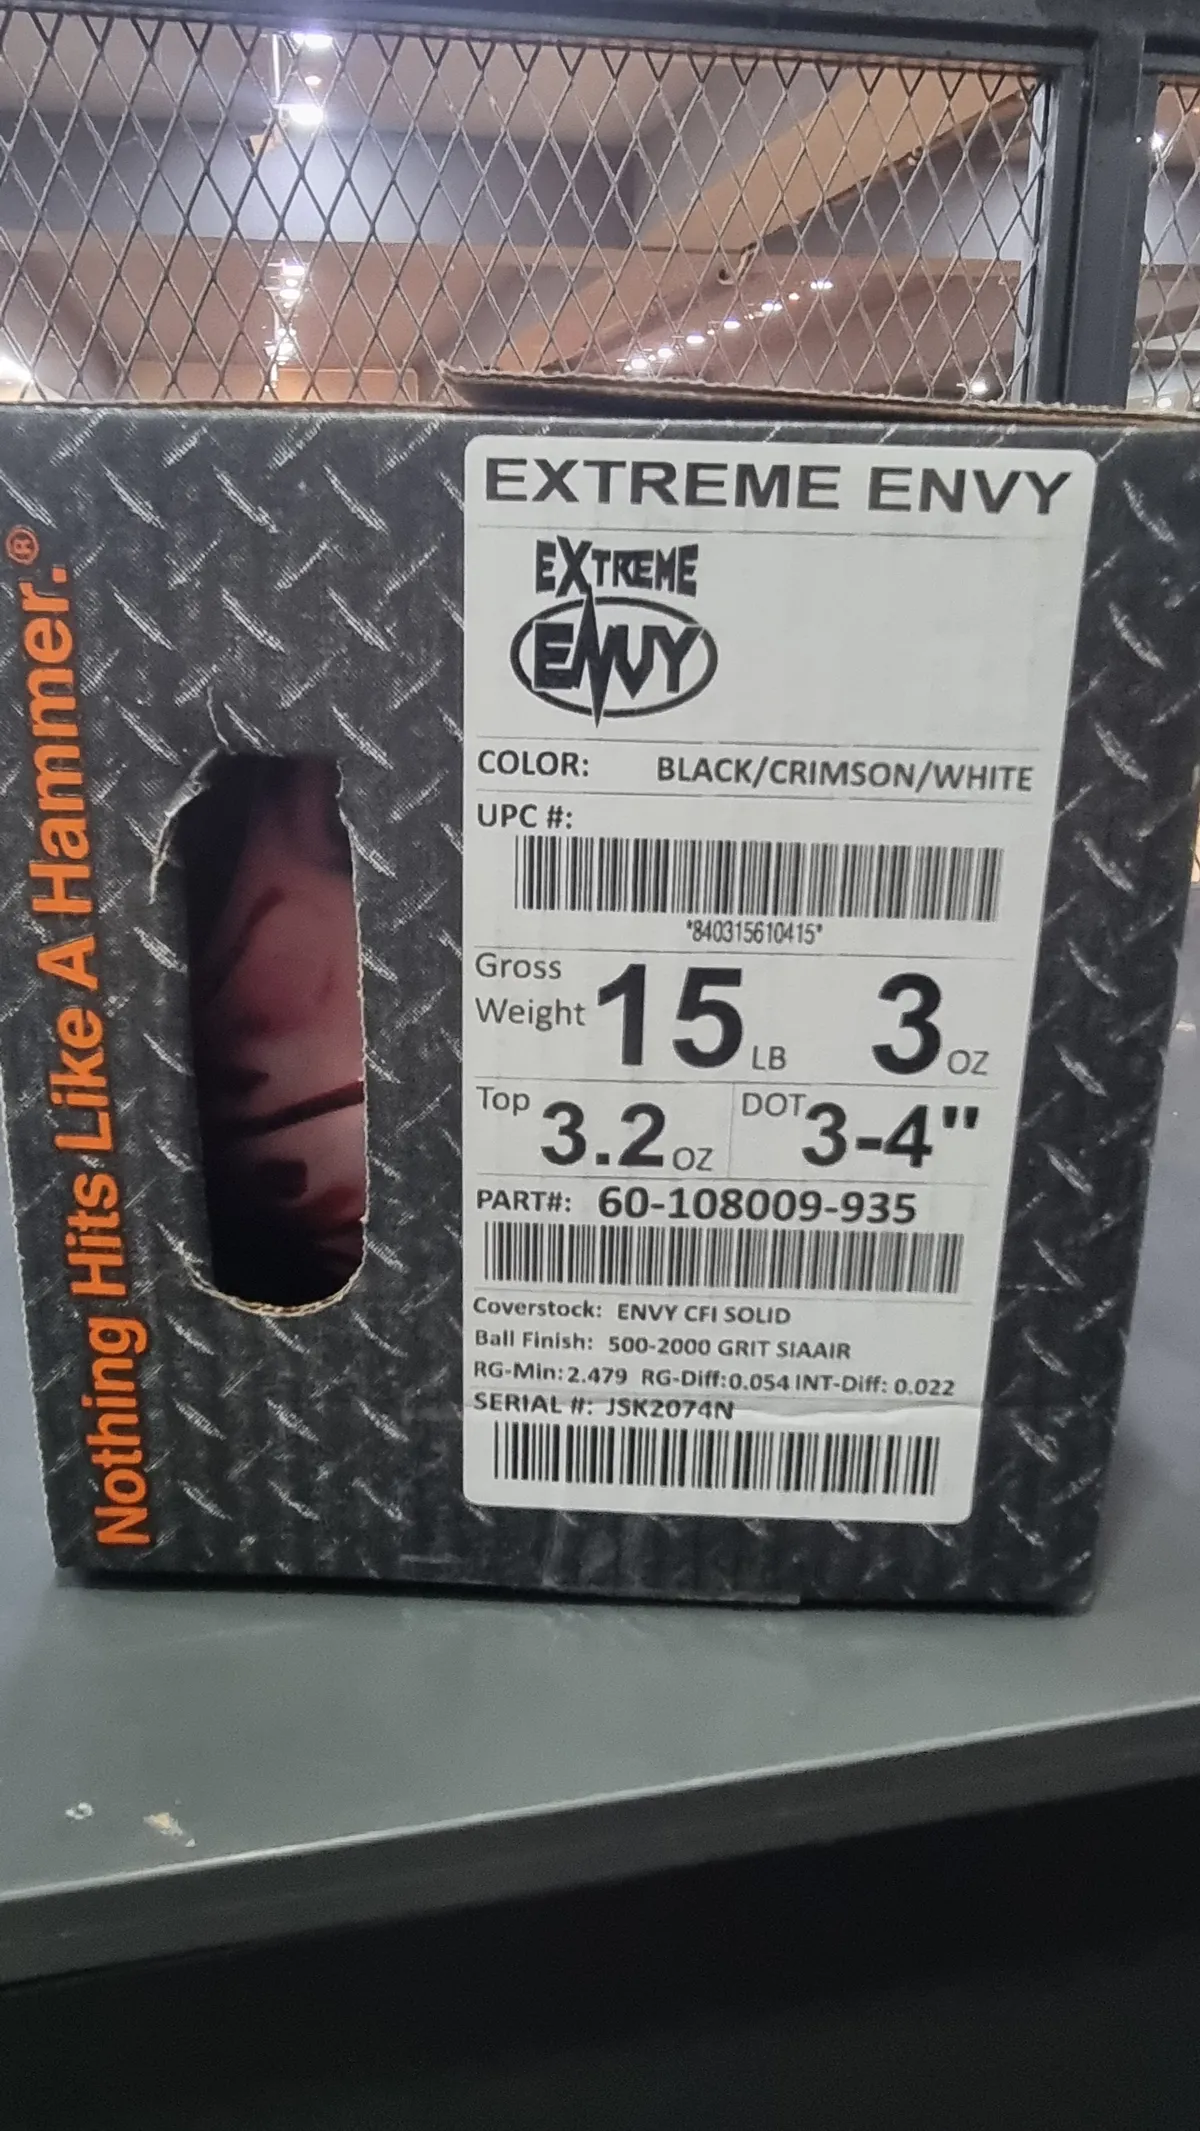 Nothing Hits Like A Hammer.®
EXTREME ENVY
EXTREME
ENVY
COLOR: BLACK/CRIMSON/WHITE
UPC #:
*840315610415*
Gross Weight 15 LB 3 OZ
Top 3.2 OZ DOT 3-4"
PART#: 60-108009-935
Coverstock: ENVY CFI SOLID
Ball Finish: 500-2000 GRIT SIAAIR
RG-Min: 2.479 RG-Diff:0.054 INT-Diff: 0.022
SERIAL #: JSK2074N